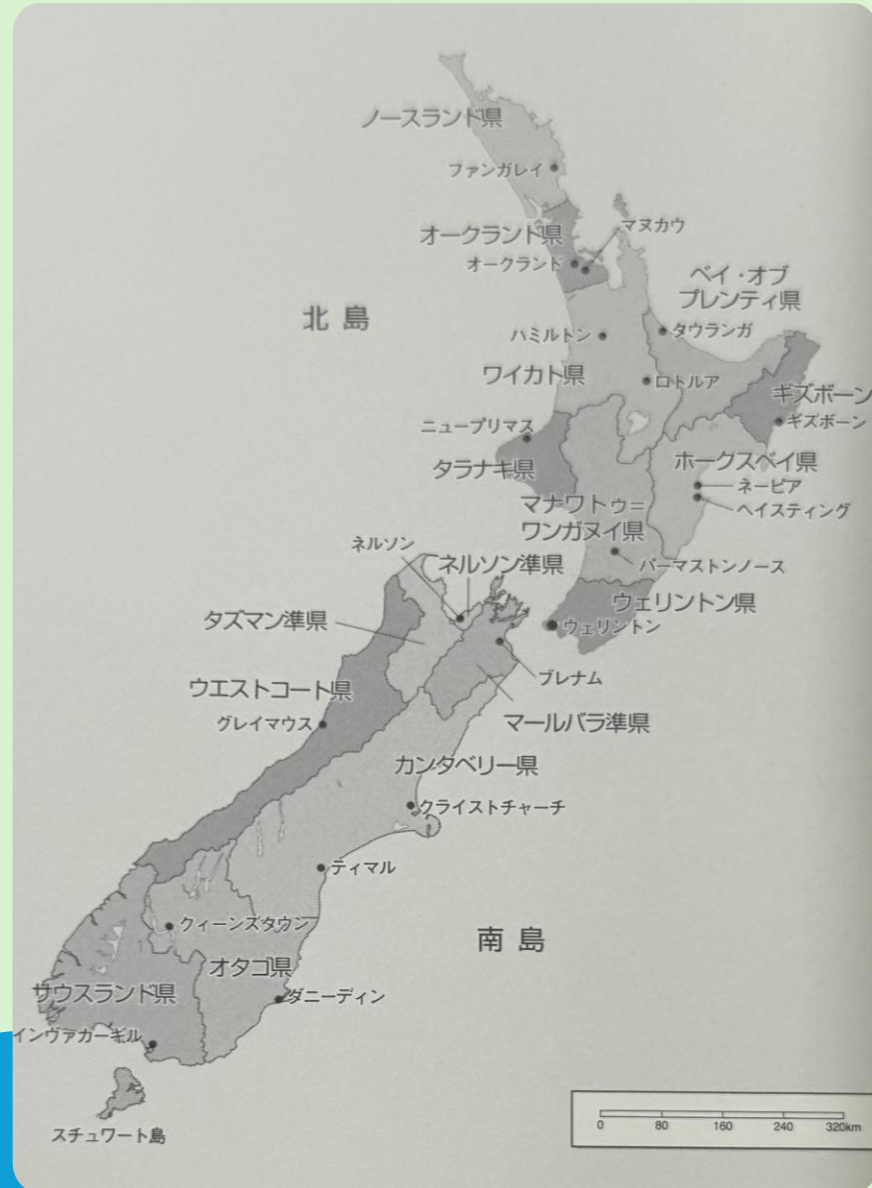 ノースランド県
ファンガレイ
オークランド県
マヌカウ
オークランド
ベイ・オブ
プレンティ県
北島
ハミルトン
タウランガ
ワイカト県
ロトルア
ギズボーン
ギズボーン
ニュープリマス
タラナキ県
ホークスベイ県
ネーピア
ヘイスティング
マナワトゥ=
ワンガヌイ県
パーマストンノース
ネルソン
ネルソン準県
ウェリントン県
ウェリントン
タズマン準県
ブレナム
ウエストコート県
グレイマウス
マールバラ準県
カンタベリー県
クライストチャーチ
ティマル
クィーンズタウン
南島
オタゴ県
サウスランド県
ダニーディン
インヴァカーギル
スチュワート島
0 80 160 240 320km